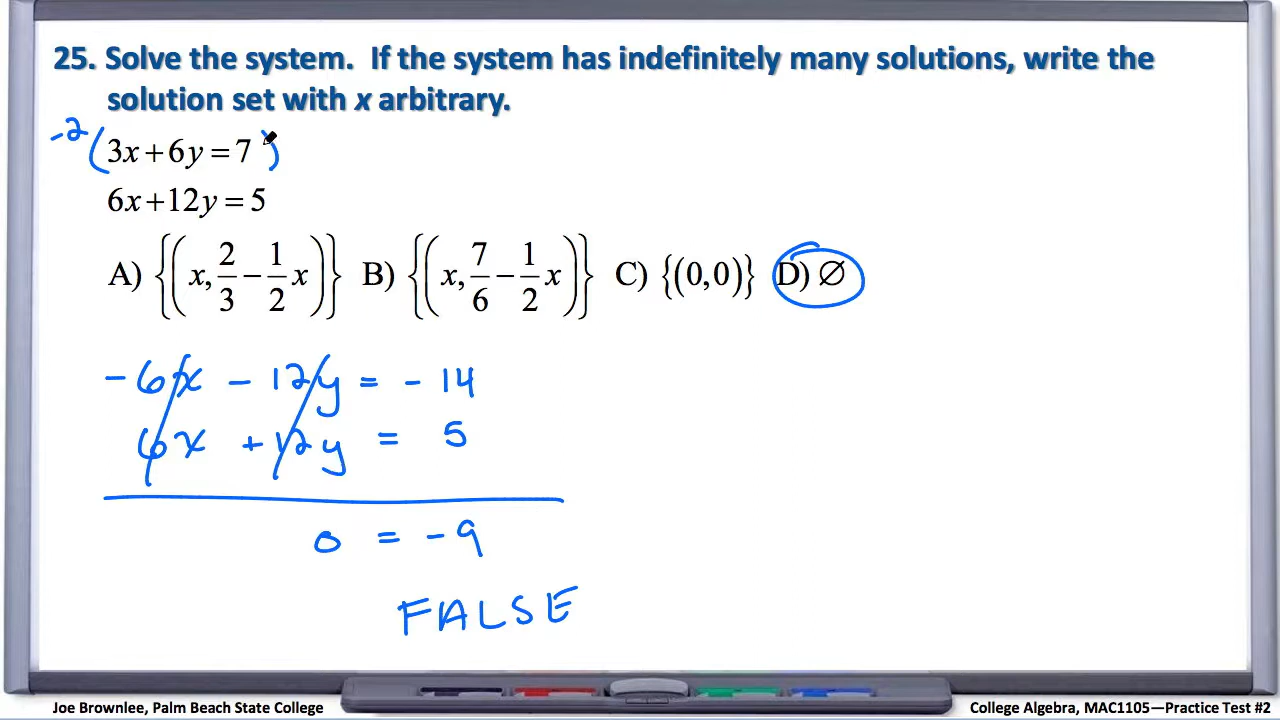 25. Solve the system. If the system has indefinitely many solutions, write the
solution set with x arbitrary.
-2(3x + 6y = 7)
6x + 12y = 5
A) {(x, 2/3 − 1/2 x)} B) {(x, 7/6 − 1/2 x)} C) {(0,0)} D) ∅
-6x - 12y = -14
6x + 12y = 5
0 = -9
FALSE
Joe Brownlee, Palm Beach State College College Algebra, MAC1105—Practice Test #2